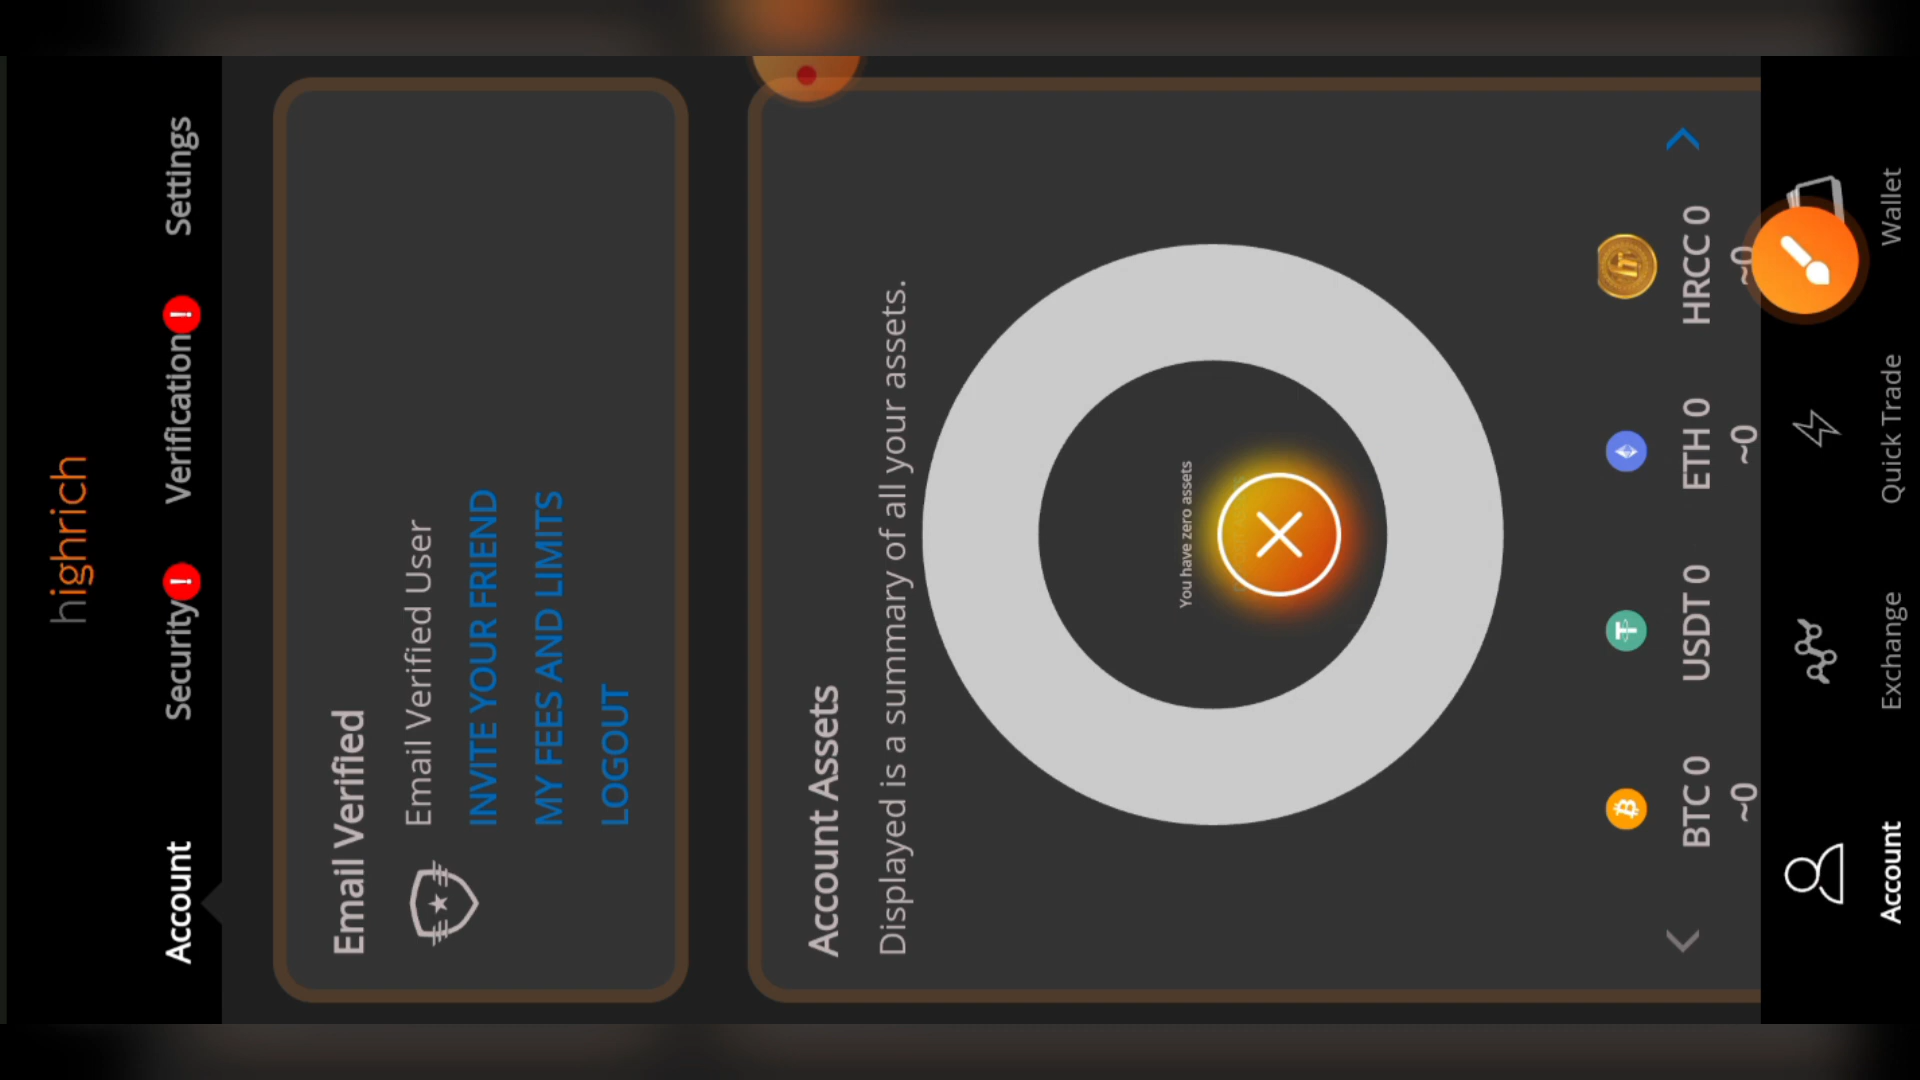 highrich
Account
Security
Verification
Settings
Email Verified
Email Verified User
INVITE YOUR FRIEND
MY FEES AND LIMITS
LOGOUT
Account Assets
Displayed is a summary of all your assets.
You have zero assets
BTC 0
~0
USDT 0
ETH 0
~0
HRCC 0
~0
Account
Exchange
Quick Trade
Wallet